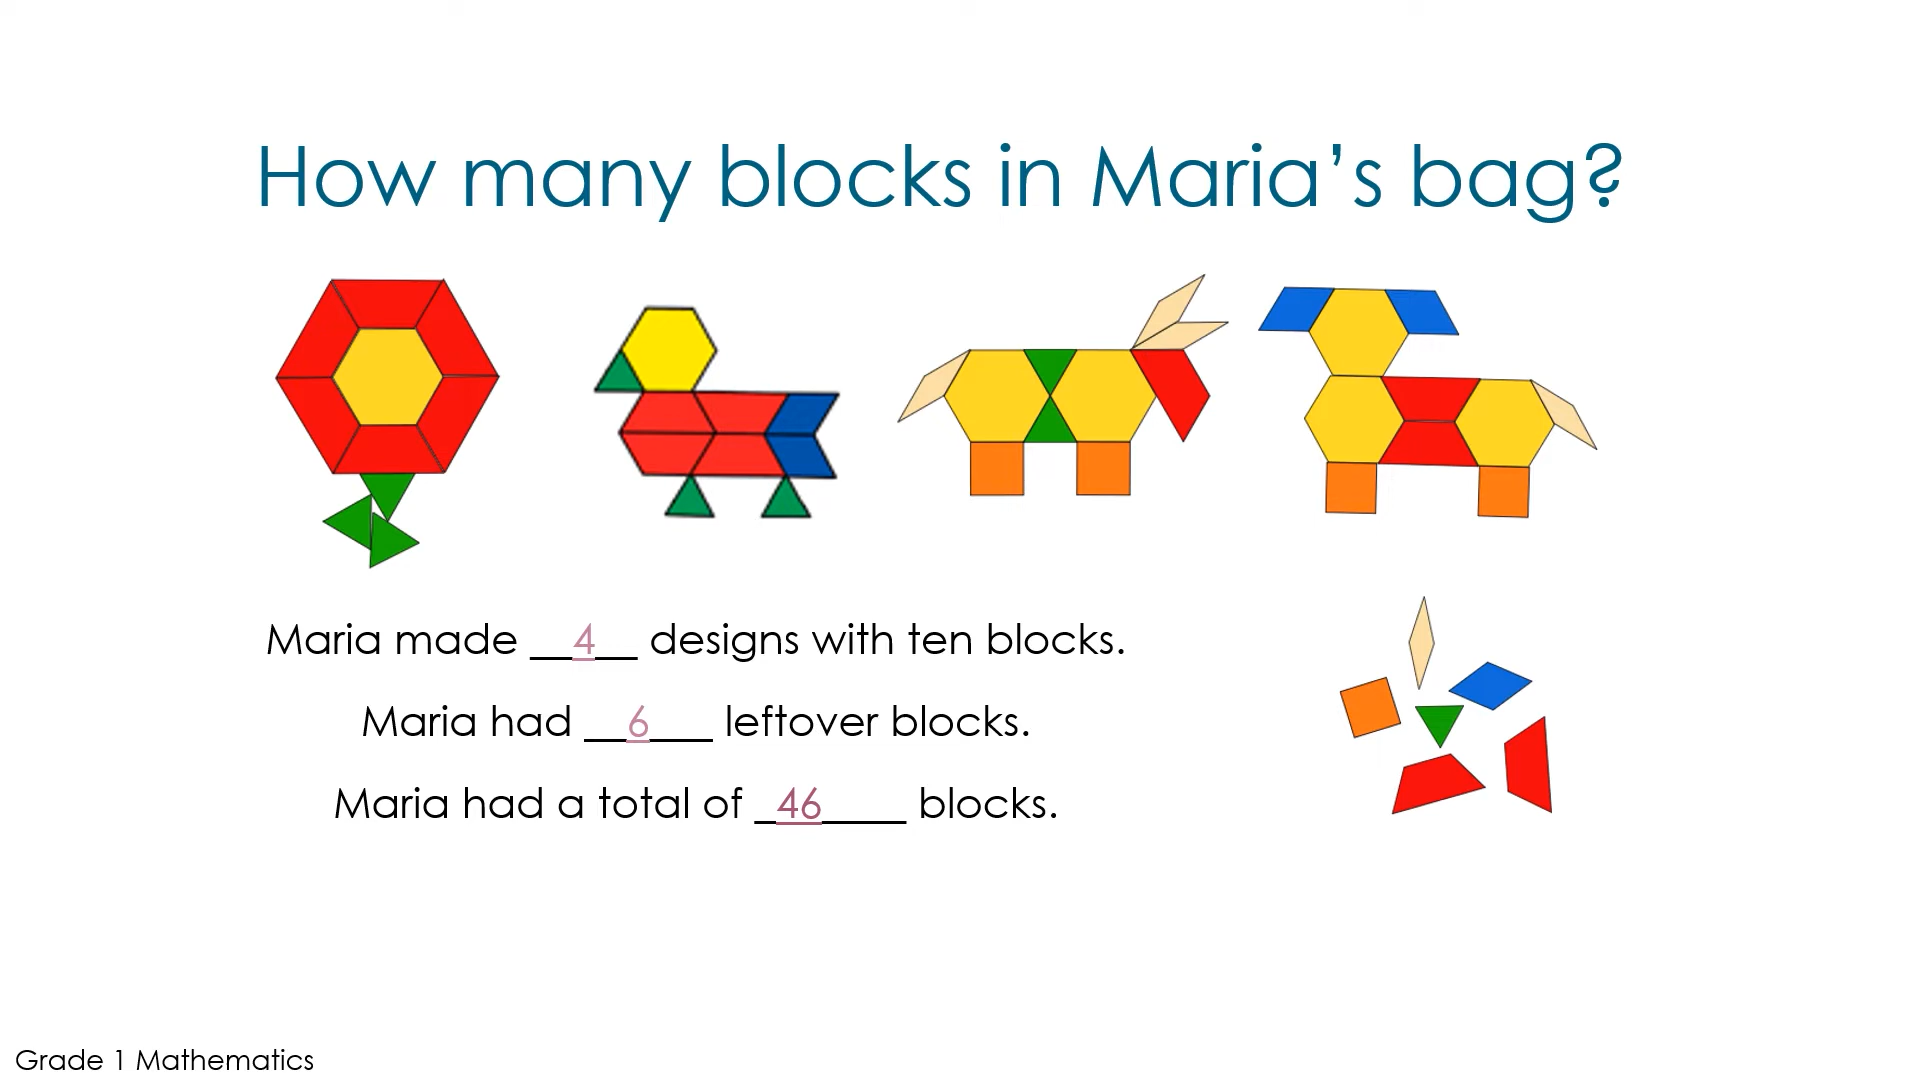 How many blocks in Maria’s bag?
Maria made __4__ designs with ten blocks.
Maria had __6___ leftover blocks.
Maria had a total of _46____ blocks.
Grade 1 Mathematics